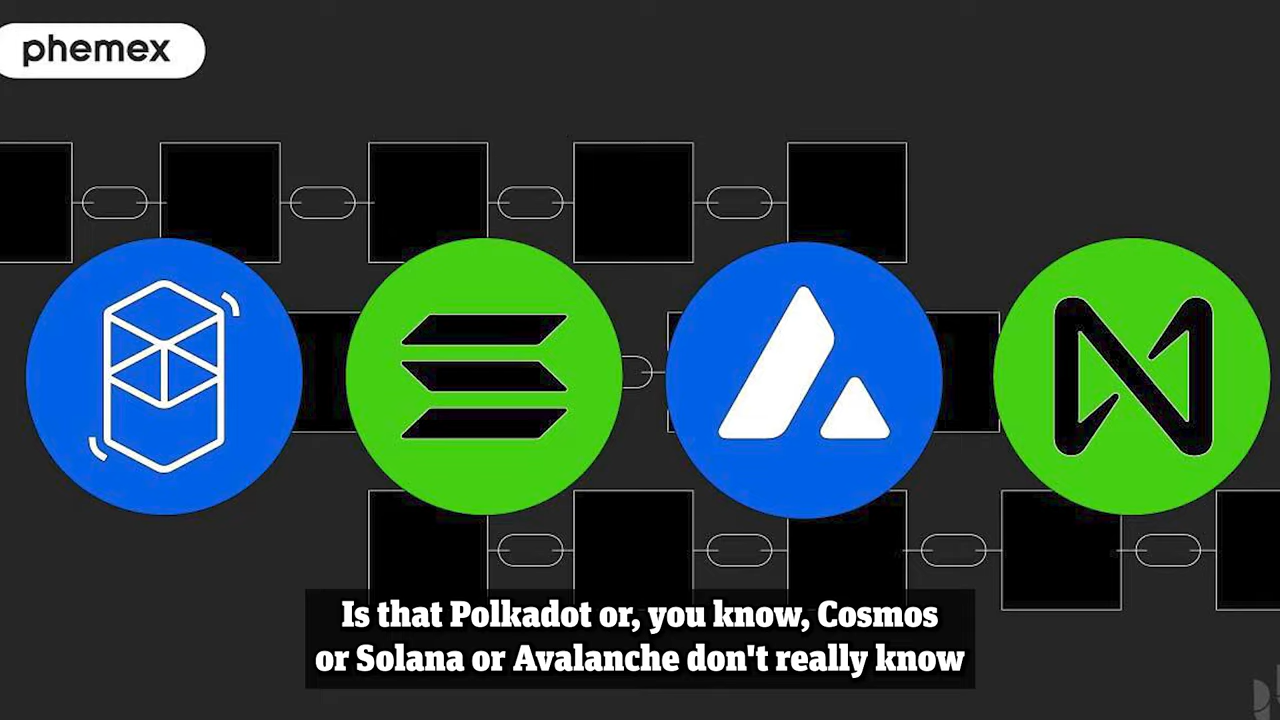 phemex
Is that Polkadot or, you know, Cosmos
or Solana or Avalanche don't really know